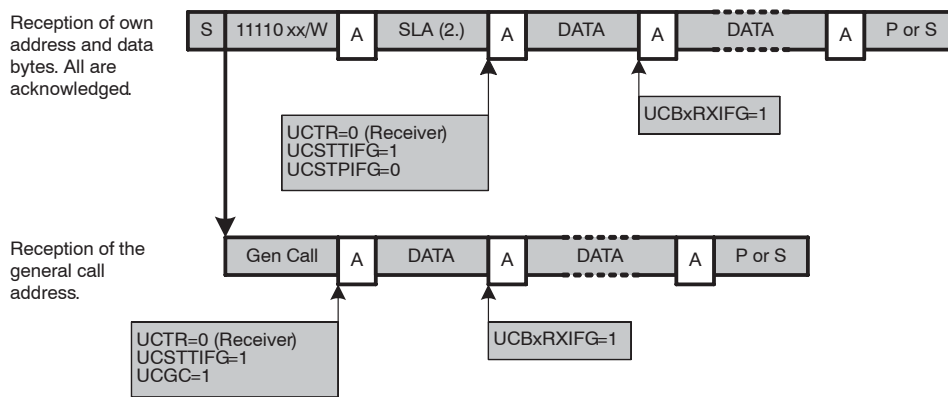 Reception of own
address and data
bytes. All are
acknowledged.
S 11110 xx/W A SLA (2.) A DATA A DATA A P or S
UCBxRXIFG=1
UCTR=0 (Receiver)
UCSTTIFG=1
UCSTPIFG=0
Reception of the
general call
address.
Gen Call A DATA A DATA A P or S
UCTR=0 (Receiver)
UCSTTIFG=1
UCGC=1
UCBxRXIFG=1